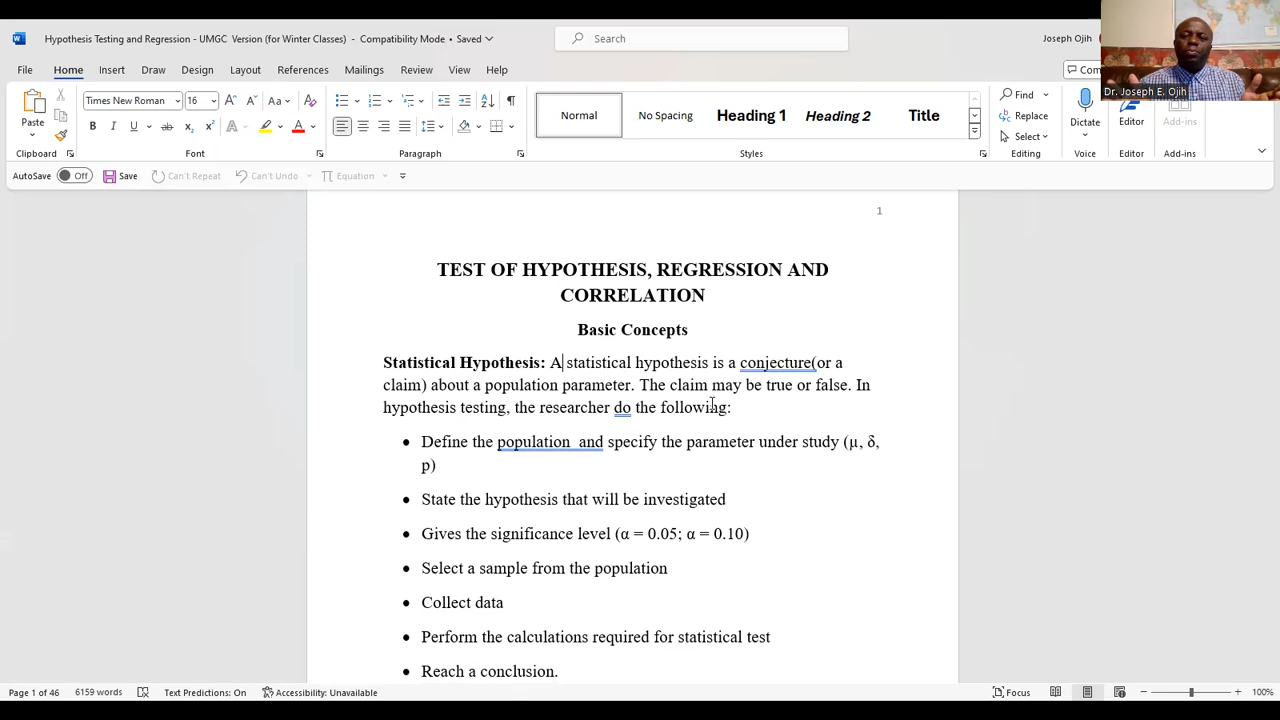 Hypothesis Testing and Regression - UMGC Version (for Winter Classes) - Compatibility Mode • Saved
Search
Joseph Ojih
File Home Insert Draw Design Layout References Mailings Review View Help
Com
Dr. Joseph E. Ojih
Times New Roman 16
Normal No Spacing Heading 1 Heading 2 Title
Find
Replace
Select
Paste
Dictate
Editor
Add-ins
Clipboard Font Paragraph Styles Editing Voice Editor Add-ins
AutoSave Off Save Can't Repeat Can't Undo Equation
1
TEST OF HYPOTHESIS, REGRESSION AND
CORRELATION
Basic Concepts
Statistical Hypothesis: A statistical hypothesis is a conjecture(or a
claim) about a population parameter. The claim may be true or false. In
hypothesis testing, the researcher do the following:
• Define the population and specify the parameter under study (µ, δ,
p)
• State the hypothesis that will be investigated
• Gives the significance level (α = 0.05; α = 0.10)
• Select a sample from the population
• Collect data
• Perform the calculations required for statistical test
• Reach a conclusion.
Page 1 of 46 6159 words Text Predictions: On Accessibility: Unavailable Focus 100%